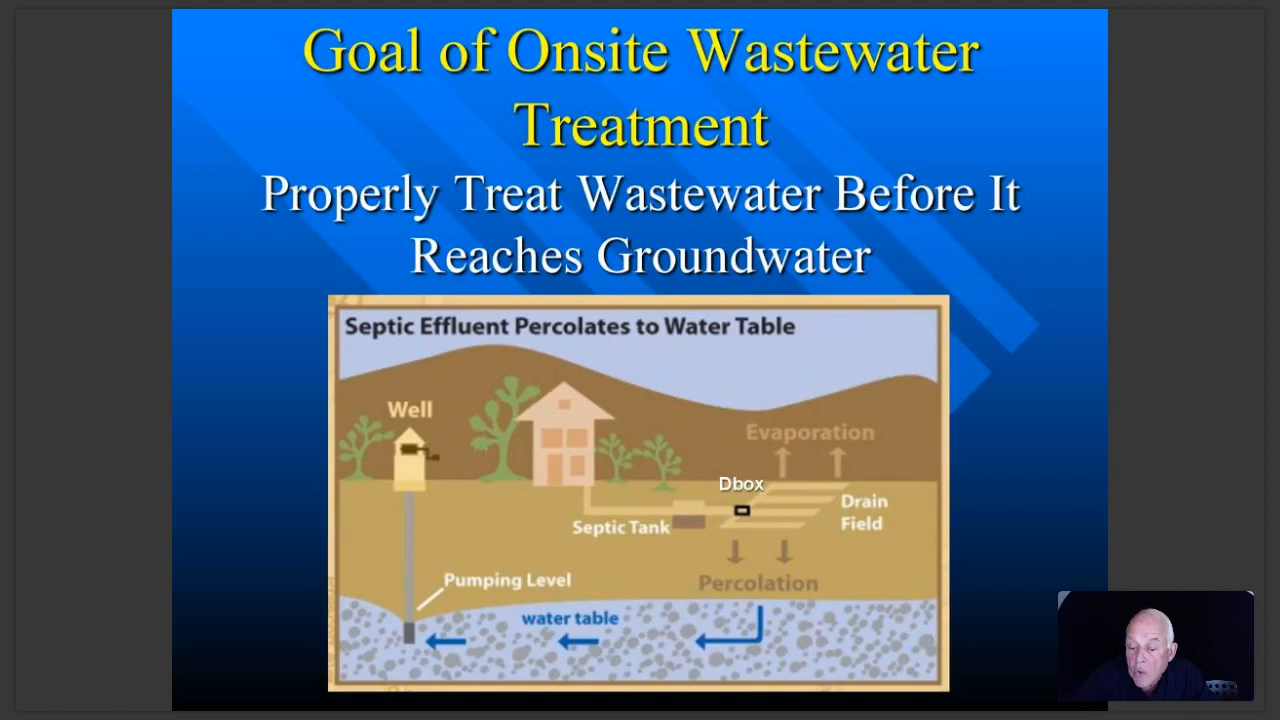 Goal of Onsite Wastewater
Treatment
Properly Treat Wastewater Before It
Reaches Groundwater
Septic Effluent Percolates to Water Table
Well
Evaporation
Dbox
Drain
Field
Septic Tank
Pumping Level
Percolation
water table